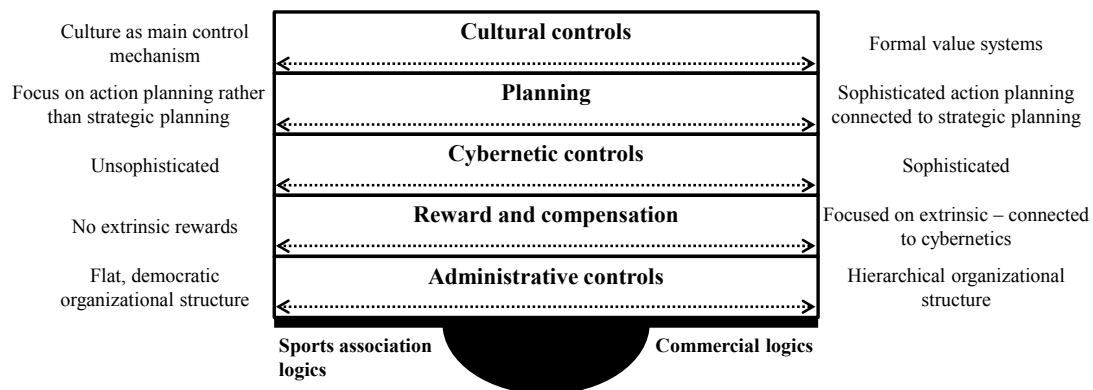 Culture as main control
mechanism
Cultural controls
Formal value systems
Focus on action planning rather
than strategic planning
Planning
Sophisticated action planning
connected to strategic planning
Unsophisticated
Cybernetic controls
Sophisticated
No extrinsic rewards
Reward and compensation
Focused on extrinsic – connected
to cybernetics
Flat, democratic
organizational structure
Administrative controls
Hierarchical organizational
structure
Sports association
logics
Commercial logics